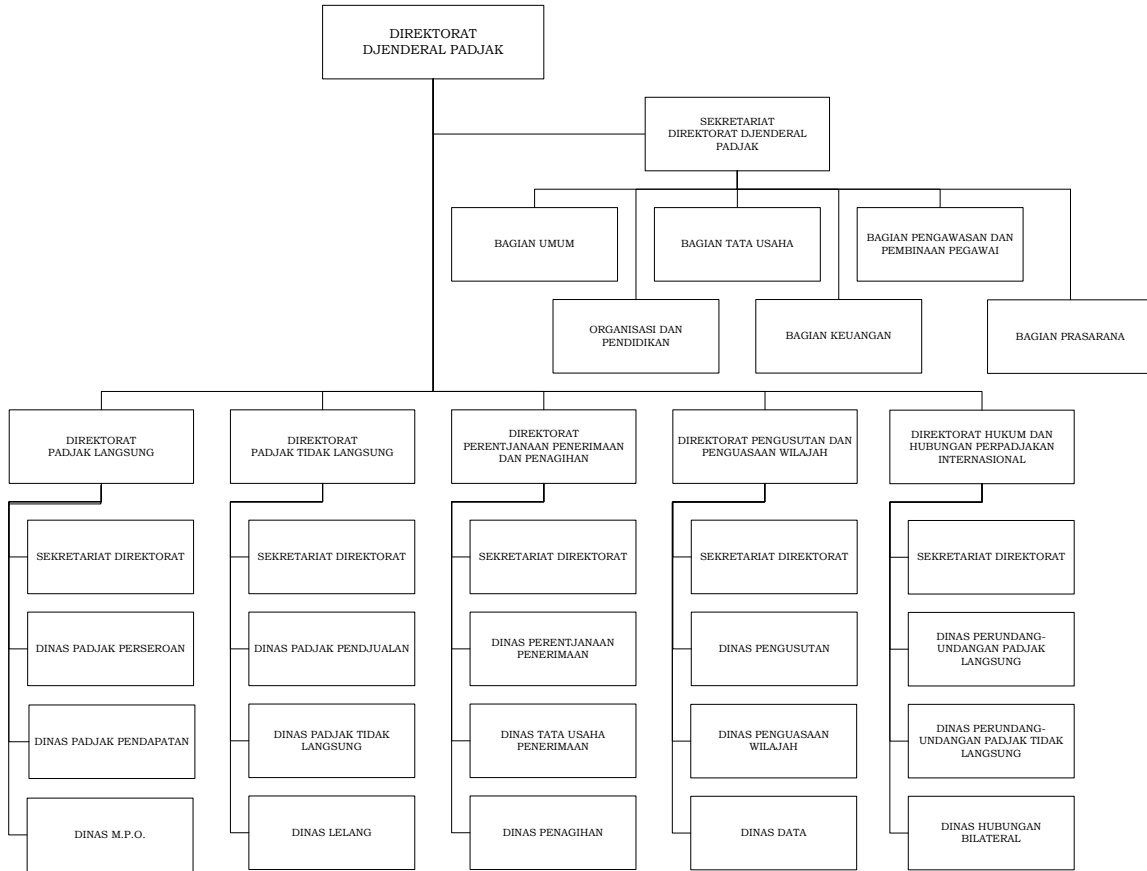 DIREKTORAT
DJENDERAL PADJAK
SEKRETARIAT
DIREKTORAT DJENDERAL
PADJAK
BAGIAN UMUM
BAGIAN TATA USAHA
BAGIAN PENGAWASAN DAN
PEMBINAAN PEGAWAI
ORGANISASI DAN
PENDIDIKAN
BAGIAN KEUANGAN
BAGIAN PRASARANA
DIREKTORAT
PADJAK LANGSUNG
DIREKTORAT
PADJAK TIDAK LANGSUNG
DIREKTORAT
PERENTJANAAN PENERIMAAN
DAN PENAGIHAN
DIREKTORAT PENGUSUTAN DAN
PENGUASAAN WILAJAH
DIREKTORAT HUKUM DAN
HUBUNGAN PERPADJAKAN
INTERNASIONAL
SEKRETARIAT DIREKTORAT
SEKRETARIAT DIREKTORAT
SEKRETARIAT DIREKTORAT
SEKRETARIAT DIREKTORAT
SEKRETARIAT DIREKTORAT
DINAS PADJAK PERSEROAN
DINAS PADJAK PENDJUALAN
DINAS PERENTJANAAN
PENERIMAAN
DINAS PENGUSUTAN
DINAS PERUNDANG-
UNDANGAN PADJAK
LANGSUNG
DINAS PADJAK PENDAPATAN
DINAS PADJAK TIDAK
LANGSUNG
DINAS TATA USAHA
PENERIMAAN
DINAS PENGUASAAN
WILAJAH
DINAS PERUNDANG-
UNDANGAN PADJAK TIDAK
LANGSUNG
DINAS M.P.O.
DINAS LELANG
DINAS PENAGIHAN
DINAS DATA
DINAS HUBUNGAN
BILATERAL